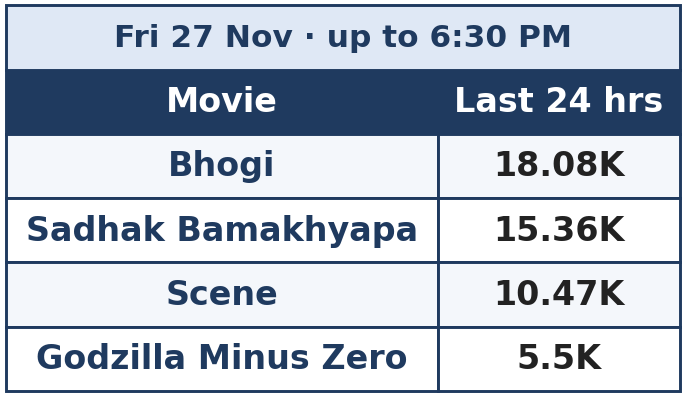 Fri 27 Nov · up to 6:30 PM
Movie Last 24 hrs
Bhogi 18.08K
Sadhak Bamakhyapa 15.36K
Scene 10.47K
Godzilla Minus Zero 5.5K